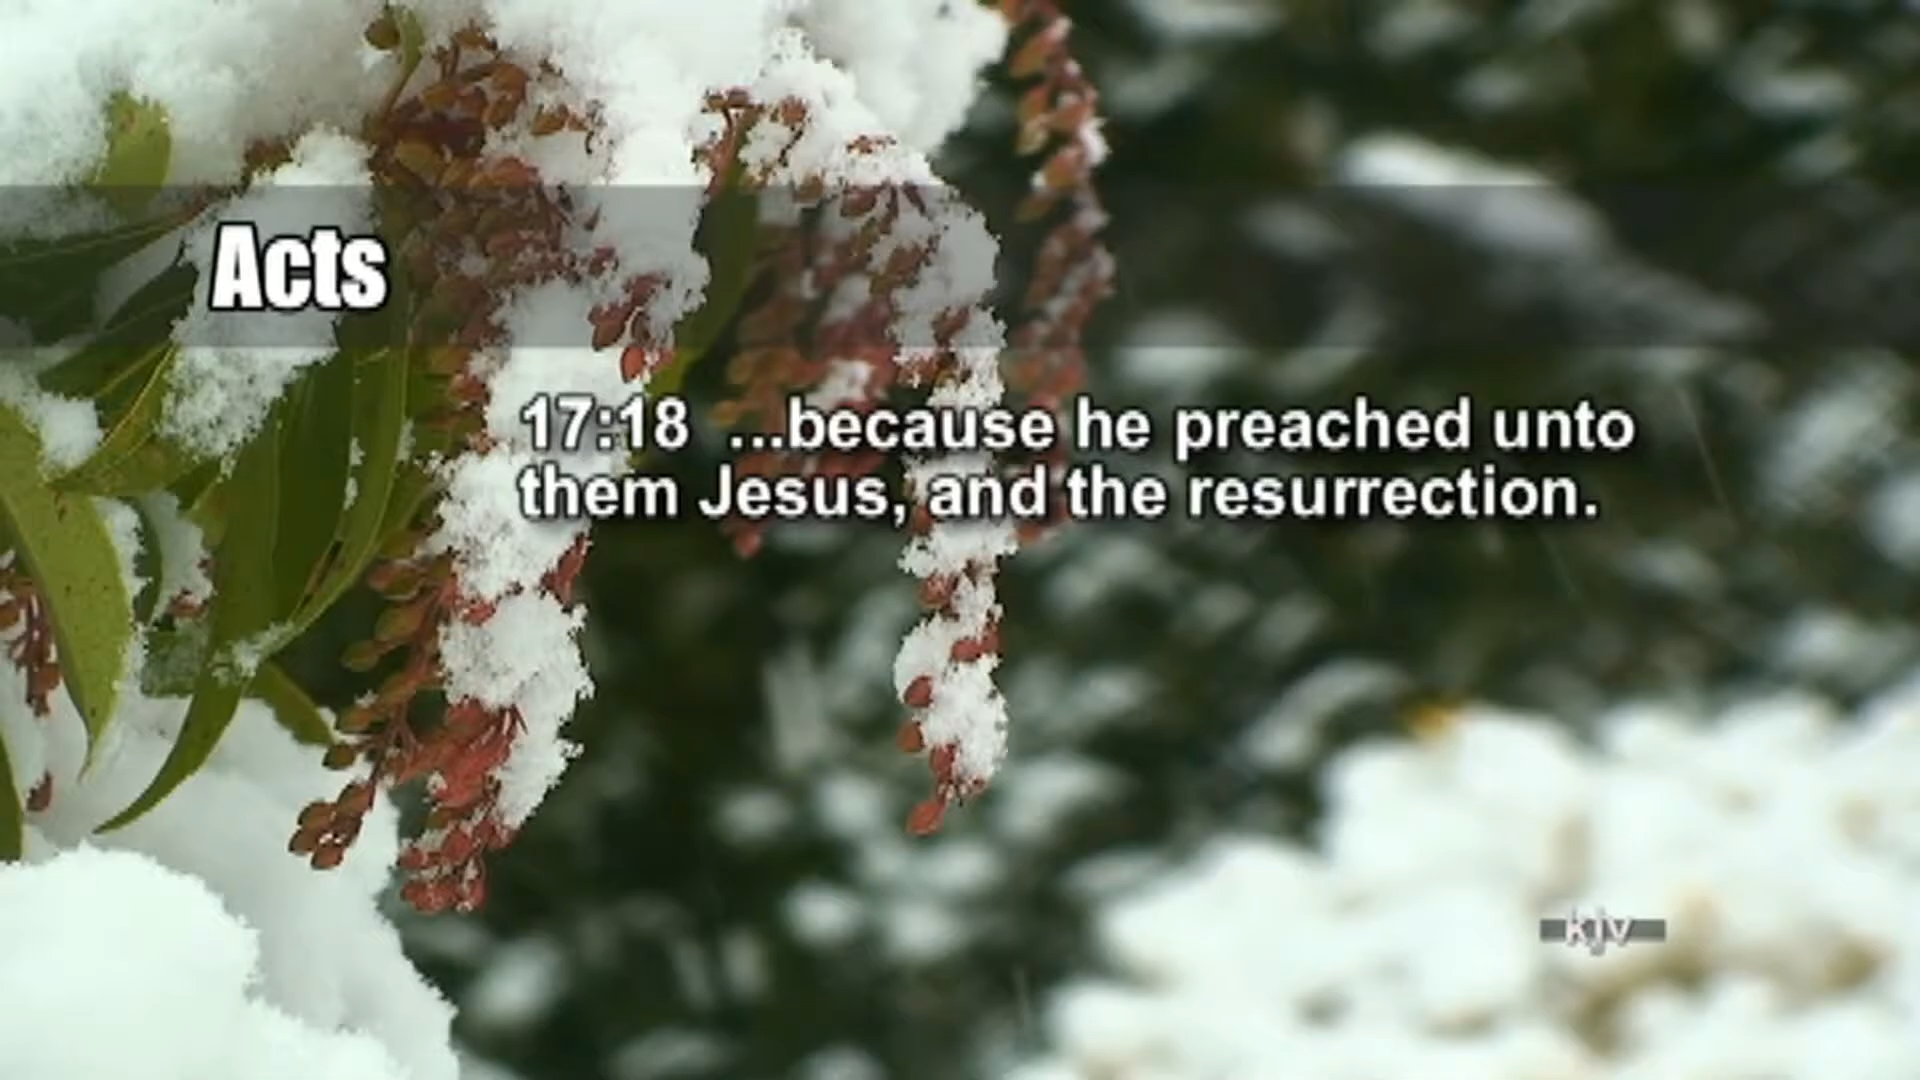 Acts
17:18 ...because he preached unto
them Jesus, and the resurrection.
kjv